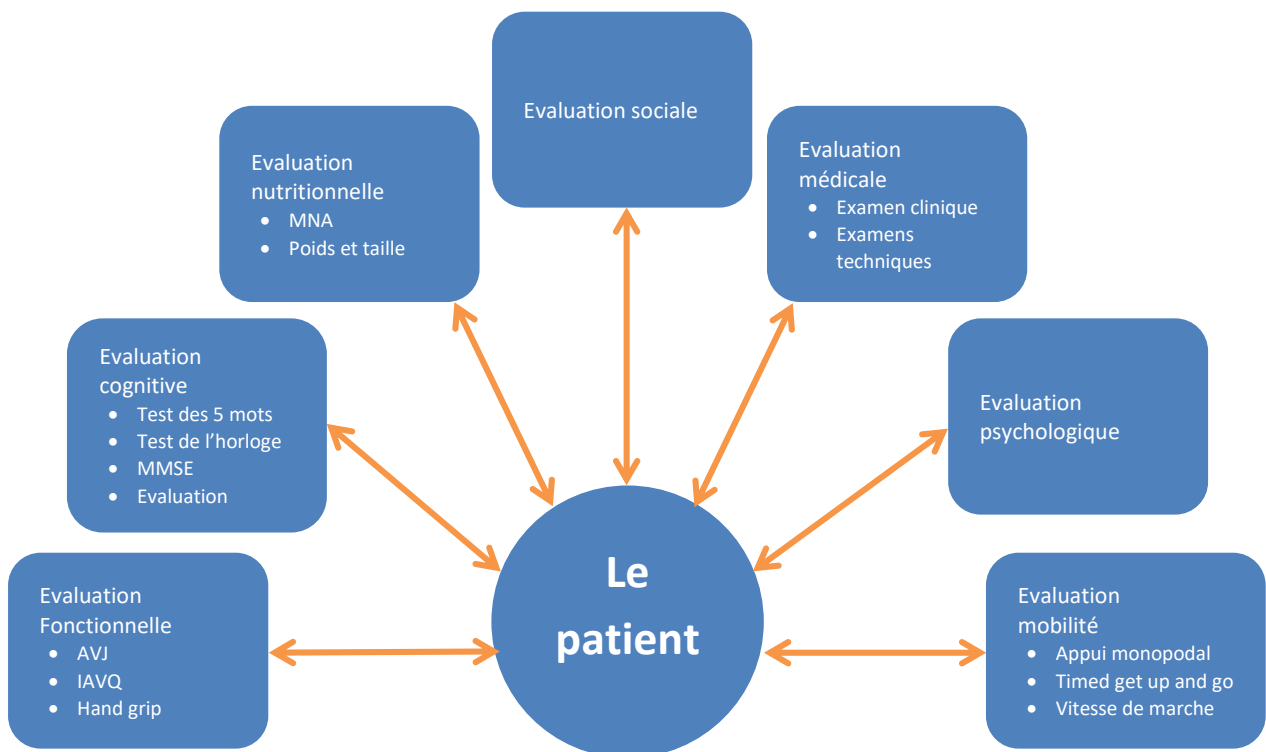 Evaluation sociale
Evaluation
nutritionnelle
• MNA
• Poids et taille
Evaluation
médicale
• Examen clinique
• Examens
techniques
Evaluation
cognitive
• Test des 5 mots
• Test de l’horloge
• MMSE
• Evaluation
Evaluation
psychologique
Evaluation
Fonctionnelle
• AVJ
• IAVQ
• Hand grip
Le
patient
Evaluation
mobilité
• Appui monopodal
• Timed get up and go
• Vitesse de marche